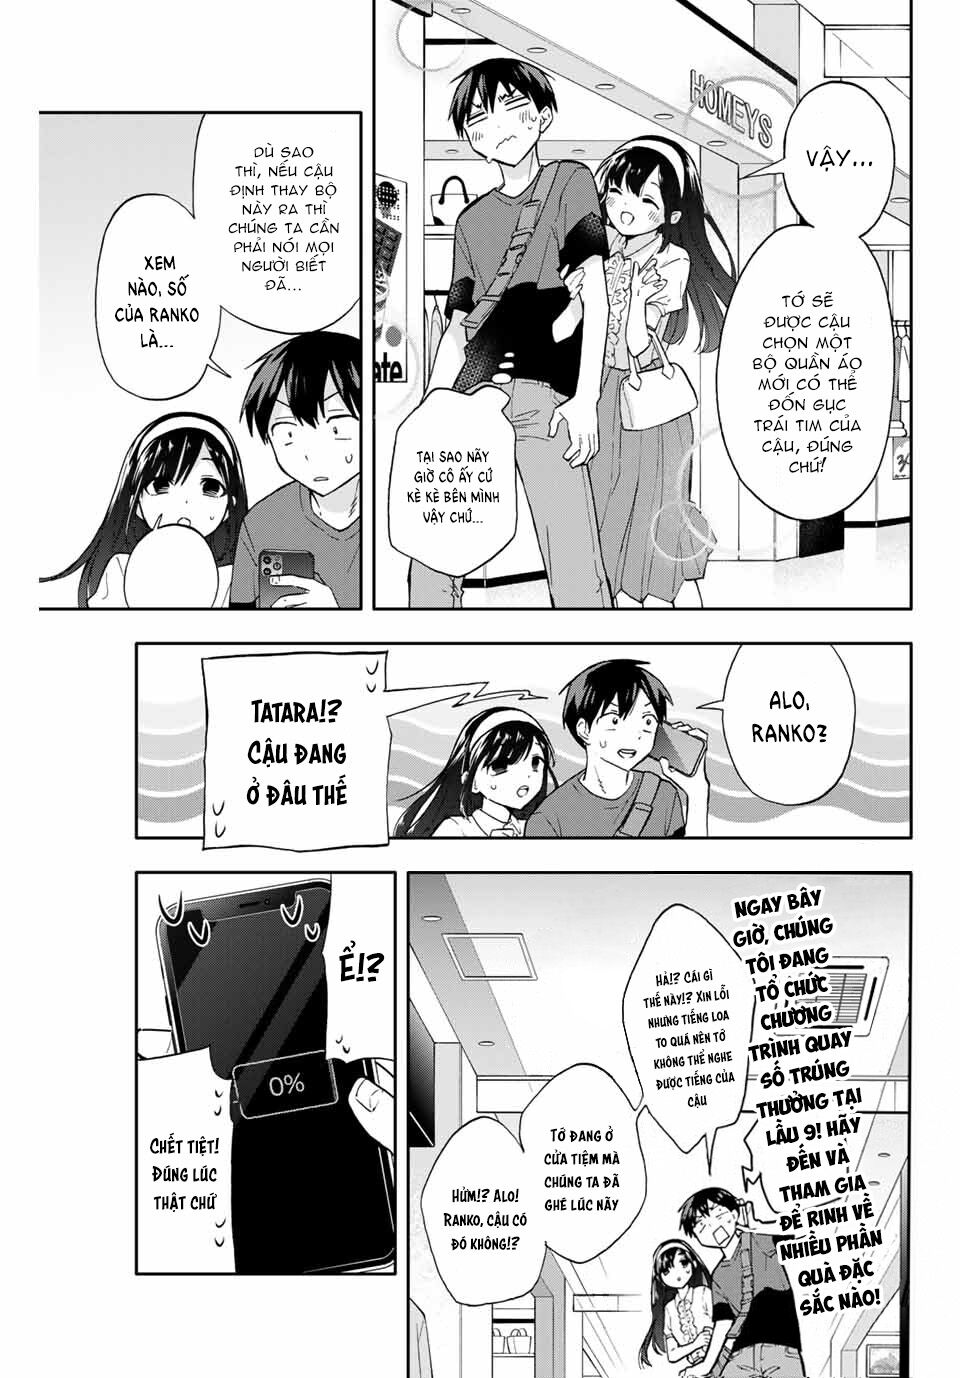 HOMEYS
VẬY...
TỚ SẼ
ĐƯỢC CẬU
CHỌN MỘT
BỘ QUẦN ÁO
MỚI CÓ THỂ
ĐỐN GỤC
TRÁI TIM CỦA
CẬU, ĐÚNG
CHỨ!
TẠI SAO NÃY
GIỜ CÔ ẤY CỨ
KÈ KÈ BÊN MÌNH
VẬY CHỨ...
ate
DÙ SAO
THÌ, NẾU CẬU
ĐỊNH THAY BỘ
NÀY RA THÌ
CHÚNG TA CẦN
PHẢI NÓI MỌI
NGƯỜI BIẾT
ĐÃ...
XEM
NÀO, SỐ
CỦA RANKO
LÀ...
ALO,
RANKO?
TATARA!?
CẬU ĐANG
Ở ĐÂU THẾ
NGAY BÂY
GIỜ, CHÚNG
TÔI ĐANG
TỔ CHỨC
CHƯƠNG
TRÌNH QUAY
SỐ TRÚNG
THƯỞNG TẠI
LẦU 9! HÃY
ĐẾN VÀ
THAM GIA
ĐỂ RINH VỀ
NHIỀU PHẦN
QUÀ ĐẶC
SẮC NÀO!
HẢ!? CÁI GÌ
THẾ NÀY!? XIN LỖI
NHƯNG TIẾNG LOA
TO QUÁ NÊN TỚ
KHÔNG THỂ NGHE
ĐƯỢC TIẾNG CỦA
CẬU
TỚ ĐANG Ở
CỬA TIỆM MÀ
CHÚNG TA ĐÃ
GHÉ LÚC NÃY
HỬM!? ALO!
RANKO, CẬU CÓ
ĐÓ KHÔNG!?
Ể!?
0%
CHẾT TIỆT!
ĐÚNG LÚC
THẬT CHỨ